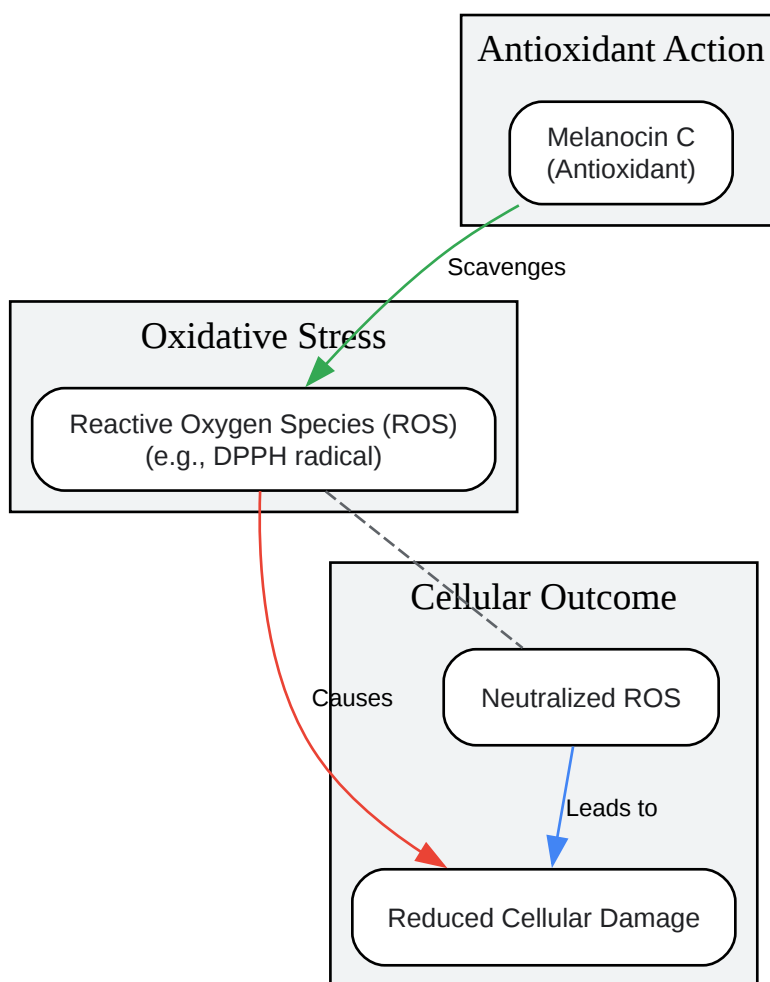 Antioxidant Action
Melanocin C
(Antioxidant)
Scavenges
Oxidative Stress
Reactive Oxygen Species (ROS)
(e.g., DPPH radical)
Cellular Outcome
Neutralized ROS
Causes
Leads to
Reduced Cellular Damage